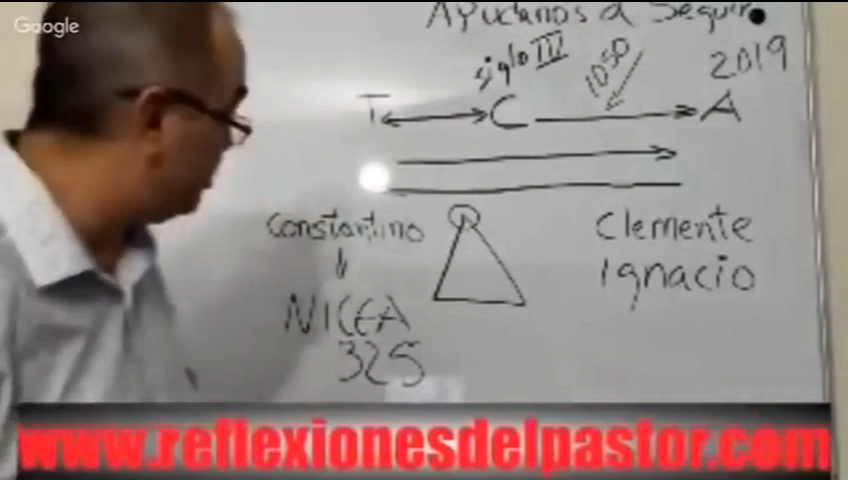 Google
Ayudanos a Seguir
siglo III 1050 2019
T C A
Constantino
Clemente
Ignacio
NICEA
325
www.reflexionesdelpastor.com